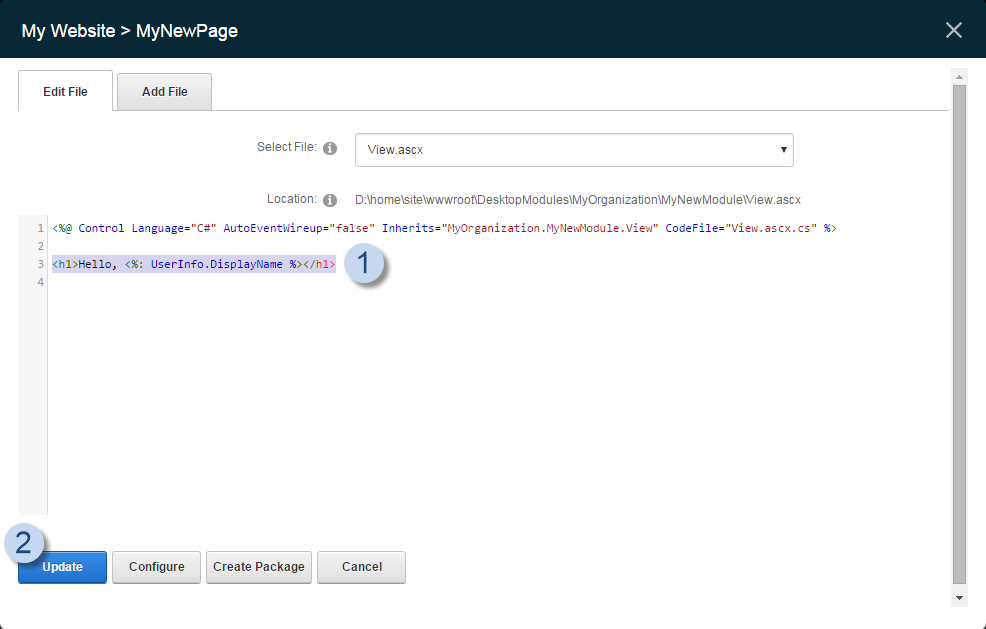 My Website > MyNewPage
Edit File
Add File
Select File:
View.ascx
Location:
D:\home\site\wwwroot\DesktopModules\MyOrganization\MyNewModule\View.ascx
1 <%@ Control Language="C#" AutoEventWireup="false" Inherits="MyOrganization.MyNewModule.View" CodeFile="View.ascx.cs" %>
2
3 <h1>Hello, <%: UserInfo.DisplayName %></h1>
1
4
2
Update
Configure
Create Package
Cancel